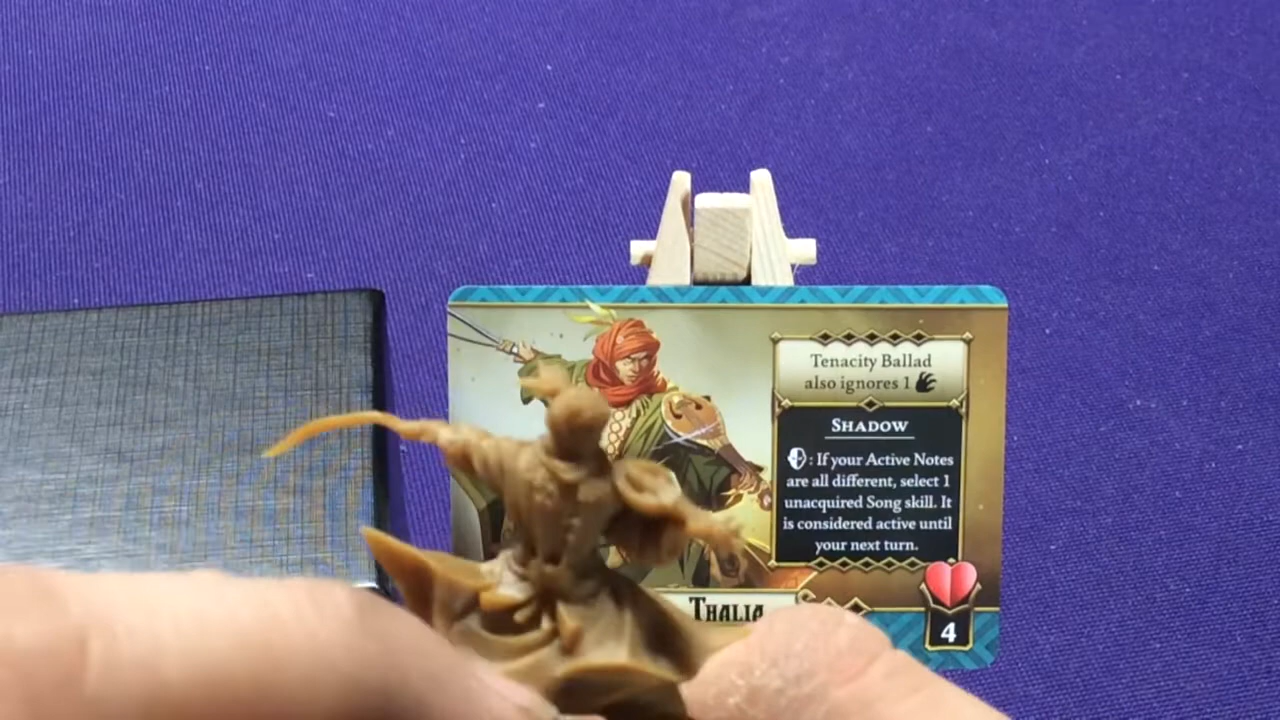 Tenacity Ballad
also ignores 1
SHADOW
: If your Active Notes
are all different, select 1
unacquired Song skill. It
is considered active until
your next turn.
THALIA
4